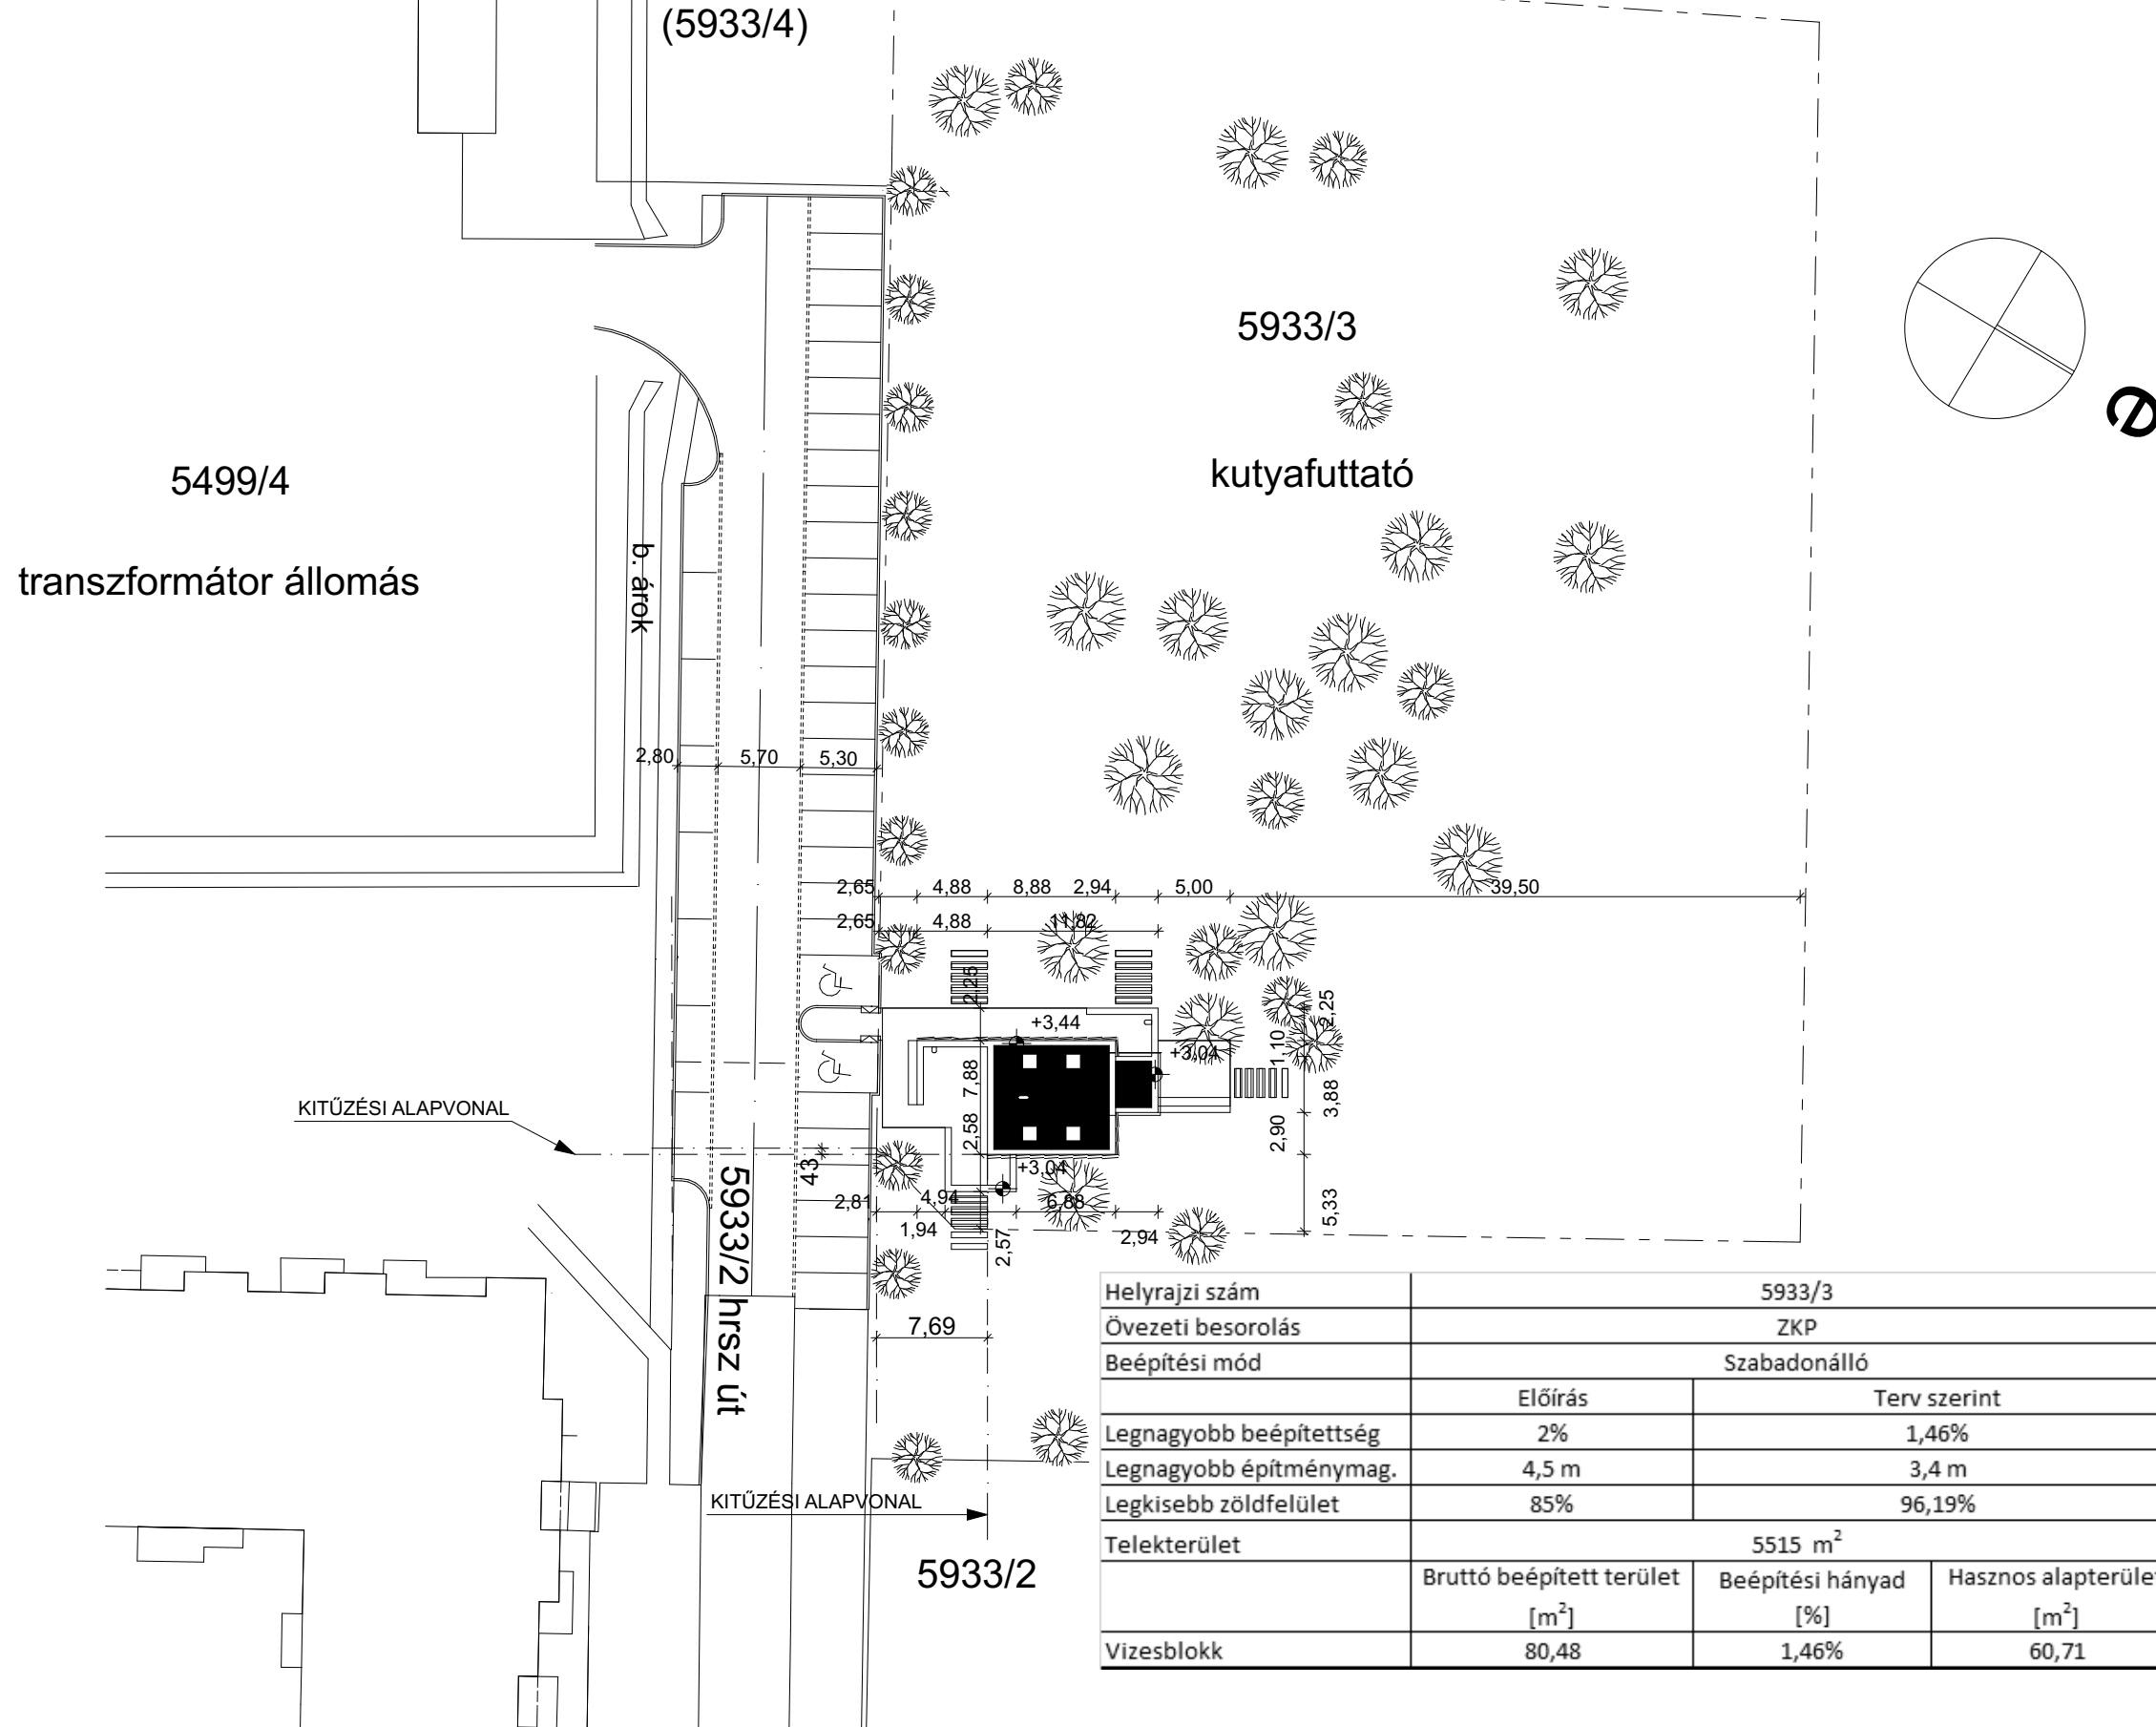 (5933/4)
5933/3
e
5499/4
kutyafuttató
transzformátor állomás
b. árok
2,80 5,70 5,30
2,65 4,88 8,88 2,94 5,00 39,50
2,65 4,88 11,82
2,25
2,25
+3,44
+3,04
1,10
7,88
3,88
KITŰZÉSI ALAPVONAL
2,58
2,90
43
+3,04
5933/2 hrsz út
2,81 4,94 6,88
5,33
1,94 2,57 2,94
7,69
KITŰZÉSI ALAPVONAL
5933/2
Helyrajzi szám 5933/3
Övezeti besorolás ZKP
Beépítési mód Szabadonálló
Előírás Terv szerint
Legnagyobb beépítettség 2% 1,46%
Legnagyobb építménymag. 4,5 m 3,4 m
Legkisebb zöldfelület 85% 96,19%
Telekterület 5515 m²
Bruttó beépített terület Beépítési hányad Hasznos alapterület
[m²] [%] [m²]
Vizesblokk 80,48 1,46% 60,71